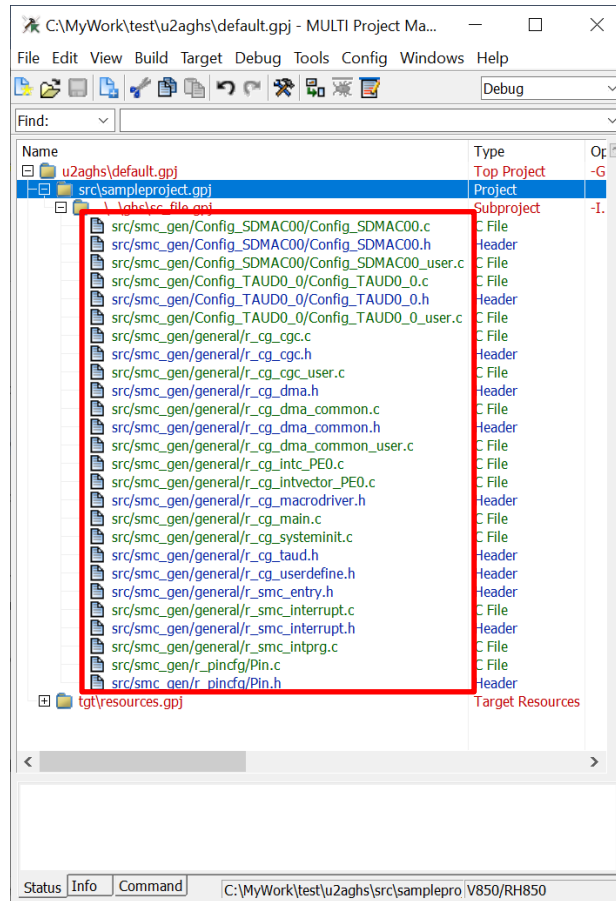 C:\MyWork\test\u2aghs\default.gpj - MULTI Project Ma...
File Edit View Build Target Debug Tools Config Windows Help
Debug
Find:
Name Type Op
u2aghs\default.gpj Top Project -G
src\sampleproject.gpj Project
..\..\ghs\sc_file.gpj Subproject -I.
src/smc_gen/Config_SDMAC00/Config_SDMAC00.c C File
src/smc_gen/Config_SDMAC00/Config_SDMAC00.h Header
src/smc_gen/Config_SDMAC00/Config_SDMAC00_user.c C File
src/smc_gen/Config_TAUD0_0/Config_TAUD0_0.c C File
src/smc_gen/Config_TAUD0_0/Config_TAUD0_0.h Header
src/smc_gen/Config_TAUD0_0/Config_TAUD0_0_user.c C File
src/smc_gen/general/r_cg_cgc.c C File
src/smc_gen/general/r_cg_cgc.h Header
src/smc_gen/general/r_cg_cgc_user.c C File
src/smc_gen/general/r_cg_dma.h Header
src/smc_gen/general/r_cg_dma_common.c C File
src/smc_gen/general/r_cg_dma_common.h Header
src/smc_gen/general/r_cg_dma_common_user.c C File
src/smc_gen/general/r_cg_intc_PE0.c C File
src/smc_gen/general/r_cg_intvector_PE0.c C File
src/smc_gen/general/r_cg_macrodriver.h Header
src/smc_gen/general/r_cg_main.c C File
src/smc_gen/general/r_cg_systeminit.c C File
src/smc_gen/general/r_cg_taud.h Header
src/smc_gen/general/r_cg_userdefine.h Header
src/smc_gen/general/r_smc_entry.h Header
src/smc_gen/general/r_smc_interrupt.c C File
src/smc_gen/general/r_smc_interrupt.h Header
src/smc_gen/general/r_smc_intprg.c C File
src/smc_gen/r_pincfg/Pin.c C File
src/smc_gen/r_pincfg/Pin.h Header
tgt\resources.gpj Target Resources
Status Info Command C:\MyWork\test\u2aghs\src\samplepro V850/RH850